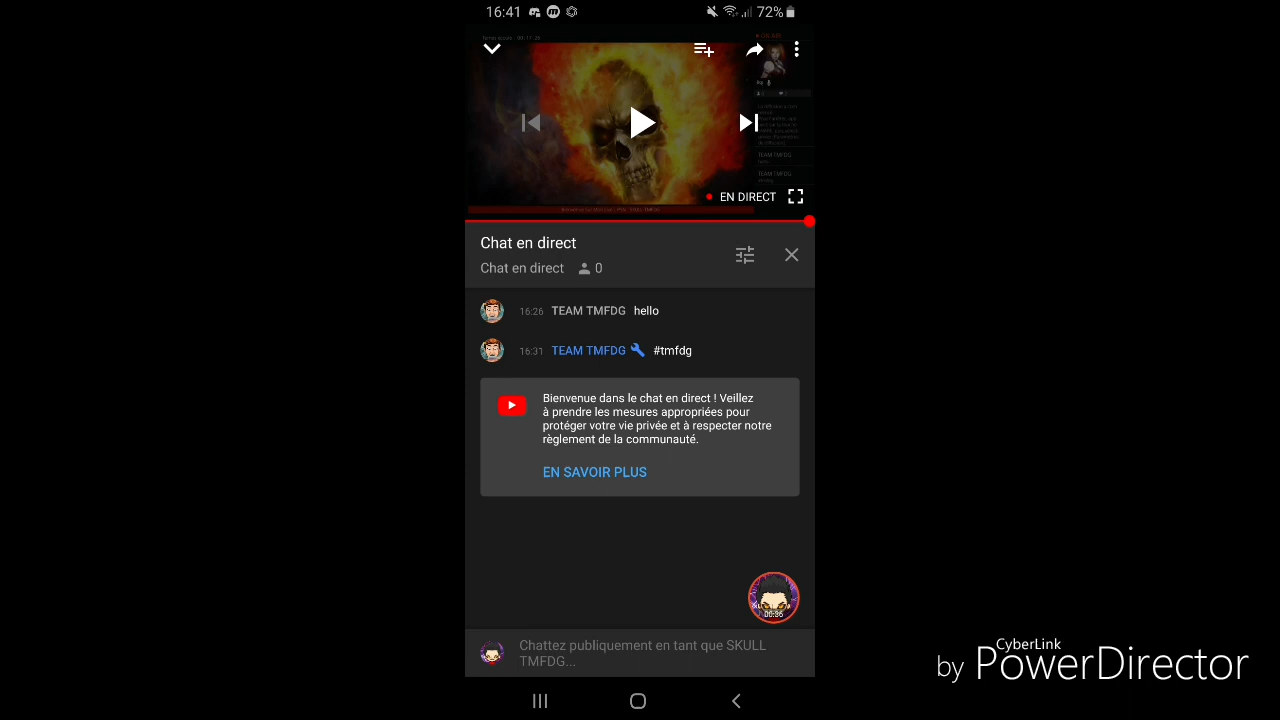 16:41
72%
EN DIRECT
Chat en direct
Chat en direct 0
16:26 TEAM TMFDG hello
16:31 TEAM TMFDG #tmfdg
Bienvenue dans le chat en direct ! Veillez
à prendre les mesures appropriées pour
protéger votre vie privée et à respecter notre
règlement de la communauté.
EN SAVOIR PLUS
00:36
Chattez publiquement en tant que SKULL
TMFDG...
CyberLink
by PowerDirector